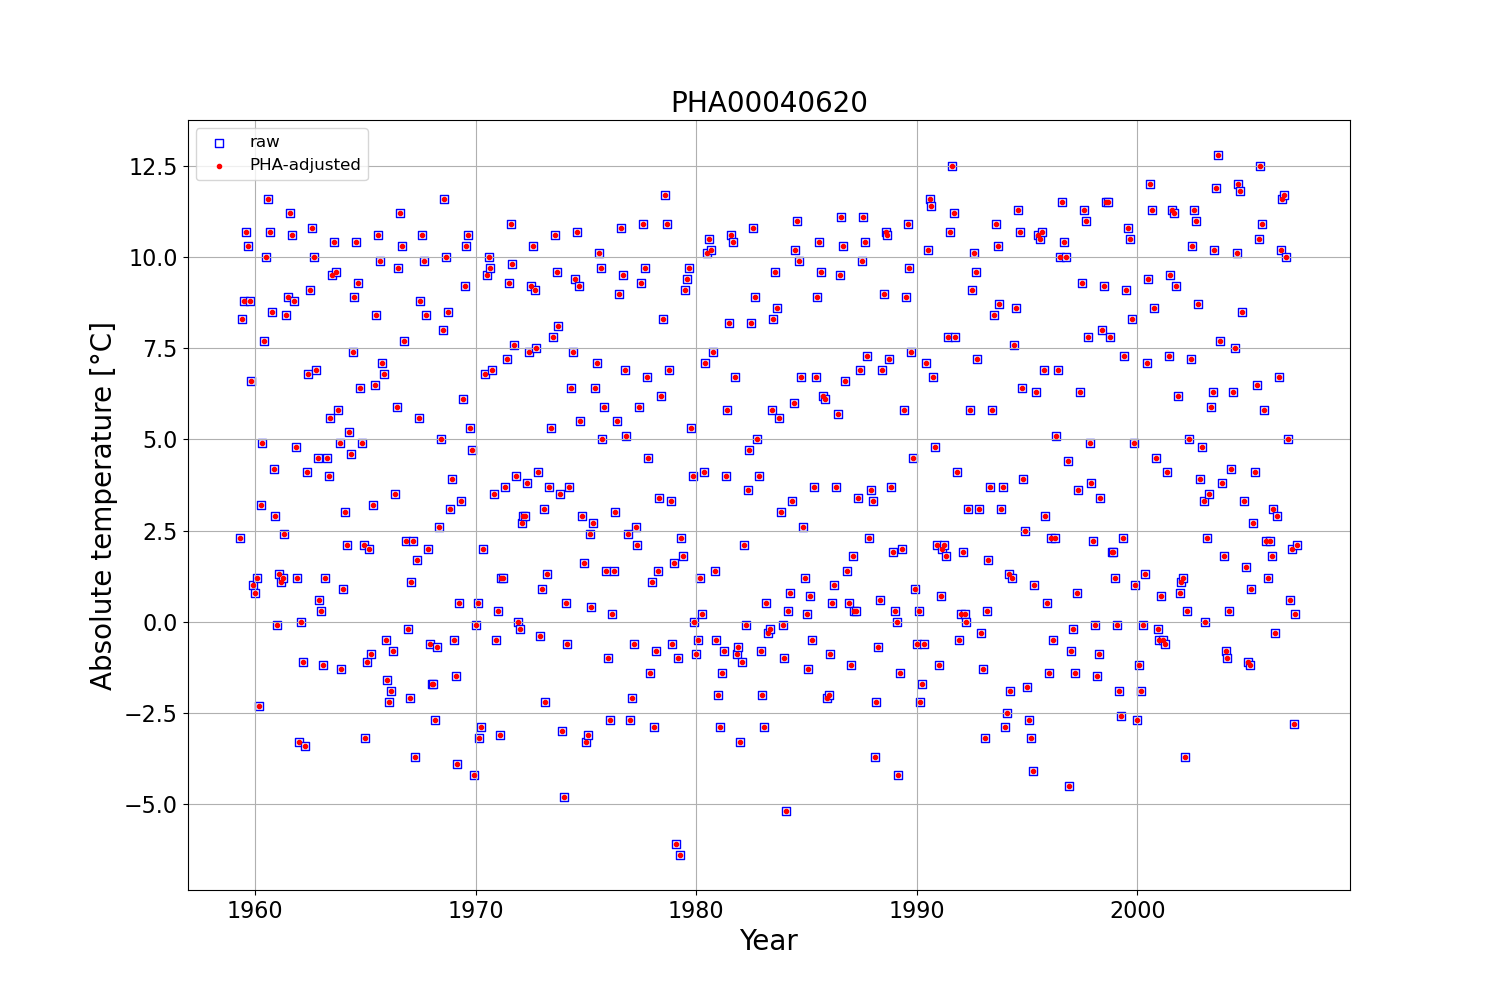 PHA00040620
raw
PHA-adjusted
12.5
10.0
7.5
5.0
2.5
0.0
−2.5
−5.0
Absolute temperature [°C]
1960 1970 1980 1990 2000
Year